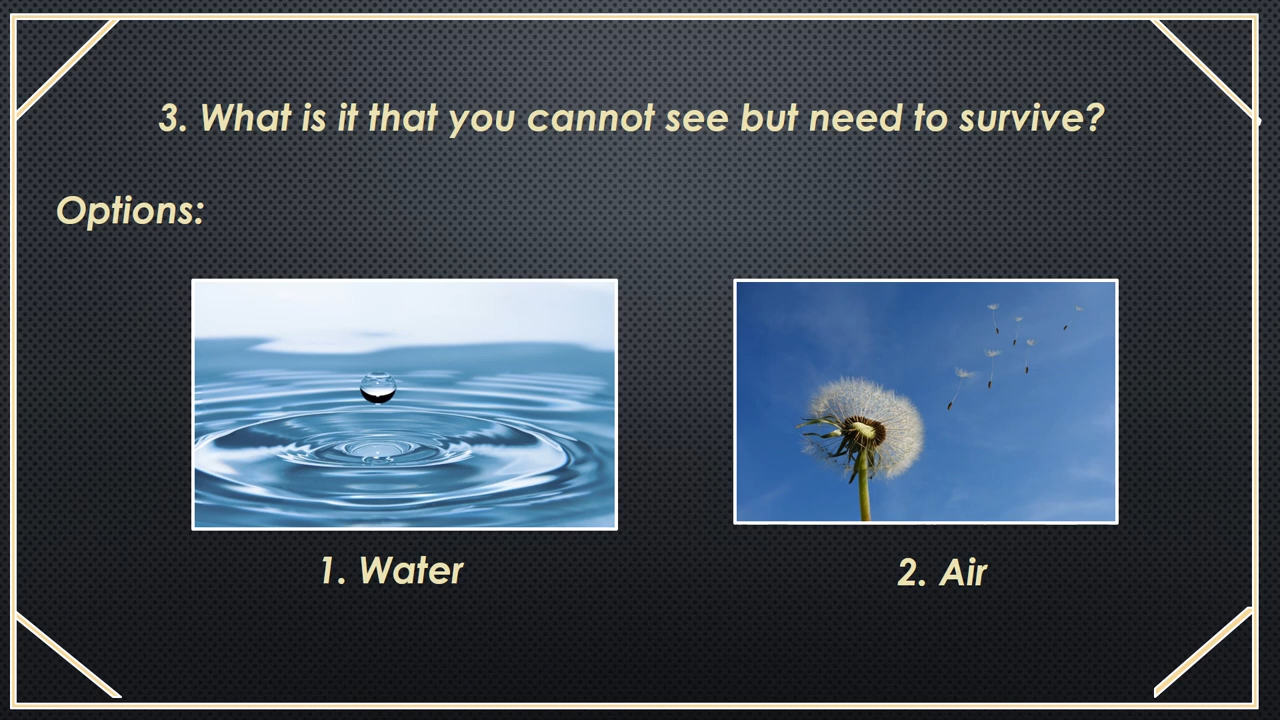 3. What is it that you cannot see but need to survive?
Options:
1. Water
2. Air